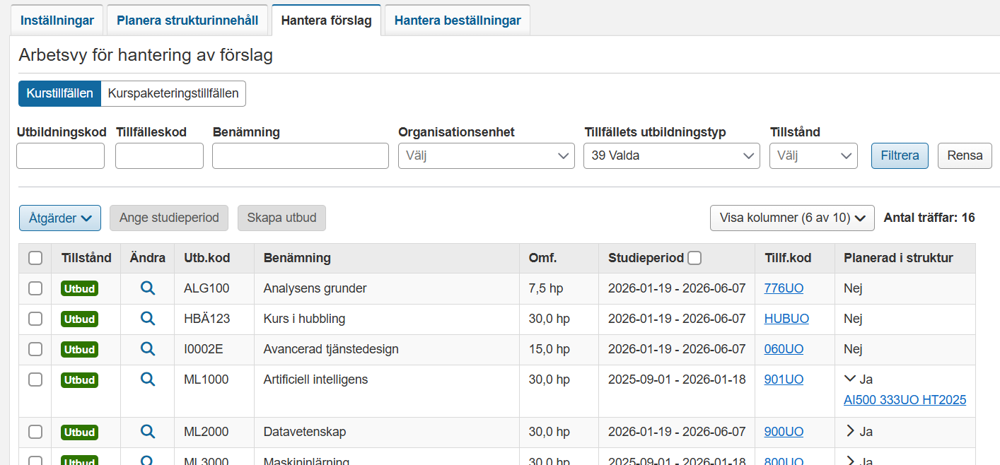 Inställningar Planera strukturinnehåll Hantera förslag Hantera beställningar
Arbetsvy för hantering av förslag
Kurstillfällen Kurspaketeringstillfällen
Utbildningskod Tillfälleskod Benämning Organisationsenhet Tillfällets utbildningstyp Tillstånd
Välj 39 Valda Välj Filtrera Rensa
Åtgärder Ange studieperiod Skapa utbud Visa kolumner (6 av 10) Antal träffar: 16
Tillstånd Ändra Utb.kod Benämning Omf. Studieperiod Tillf.kod Planerad i struktur
Utbud ALG100 Analysens grunder 7,5 hp 2026-01-19 - 2026-06-07 776UO Nej
Utbud HBÄ123 Kurs i hubbling 30,0 hp 2026-01-19 - 2026-06-07 HUBUO Nej
Utbud I0002E Avancerad tjänstedesign 15,0 hp 2026-01-19 - 2026-06-07 060UO Nej
Utbud ML1000 Artificiell intelligens 30,0 hp 2025-09-01 - 2026-01-18 901UO Ja
AI500 333UO HT2025
Utbud ML2000 Datavetenskap 30,0 hp 2026-01-19 - 2026-06-07 900UO Ja
Utbud ML3000 Maskininlärning 30,0 hp 2025-09-01 - 2026-01-18 800UO Ja